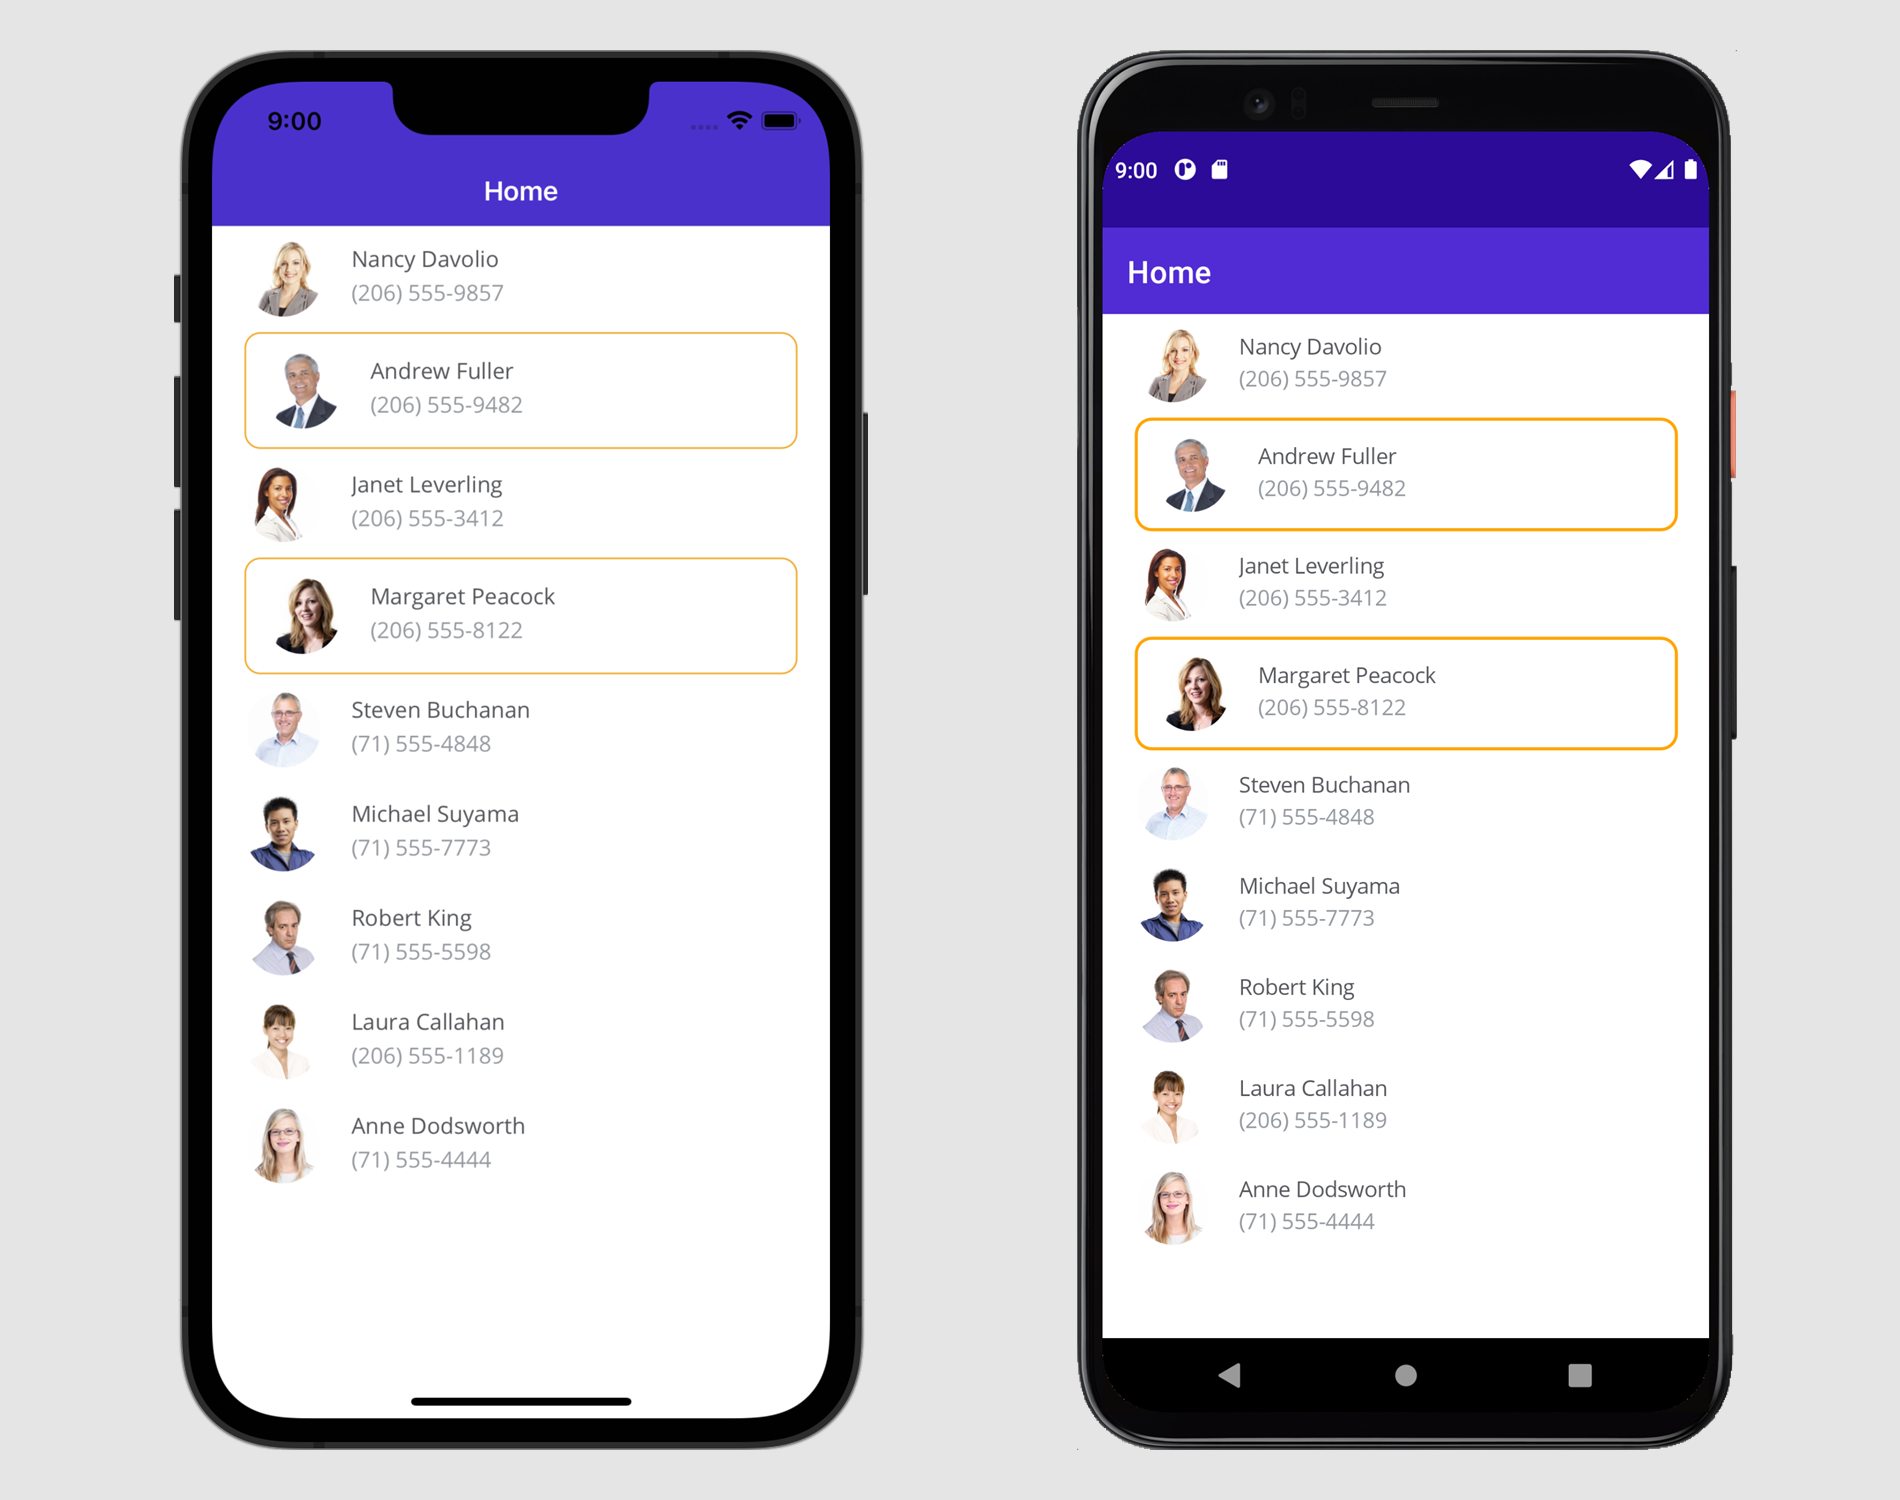 9:00
Home
Nancy Davolio
(206) 555-9857
Andrew Fuller
(206) 555-9482
Janet Leverling
(206) 555-3412
Margaret Peacock
(206) 555-8122
Steven Buchanan
(71) 555-4848
Michael Suyama
(71) 555-7773
Robert King
(71) 555-5598
Laura Callahan
(206) 555-1189
Anne Dodsworth
(71) 555-4444
9:00
Home
Nancy Davolio
(206) 555-9857
Andrew Fuller
(206) 555-9482
Janet Leverling
(206) 555-3412
Margaret Peacock
(206) 555-8122
Steven Buchanan
(71) 555-4848
Michael Suyama
(71) 555-7773
Robert King
(71) 555-5598
Laura Callahan
(206) 555-1189
Anne Dodsworth
(71) 555-4444